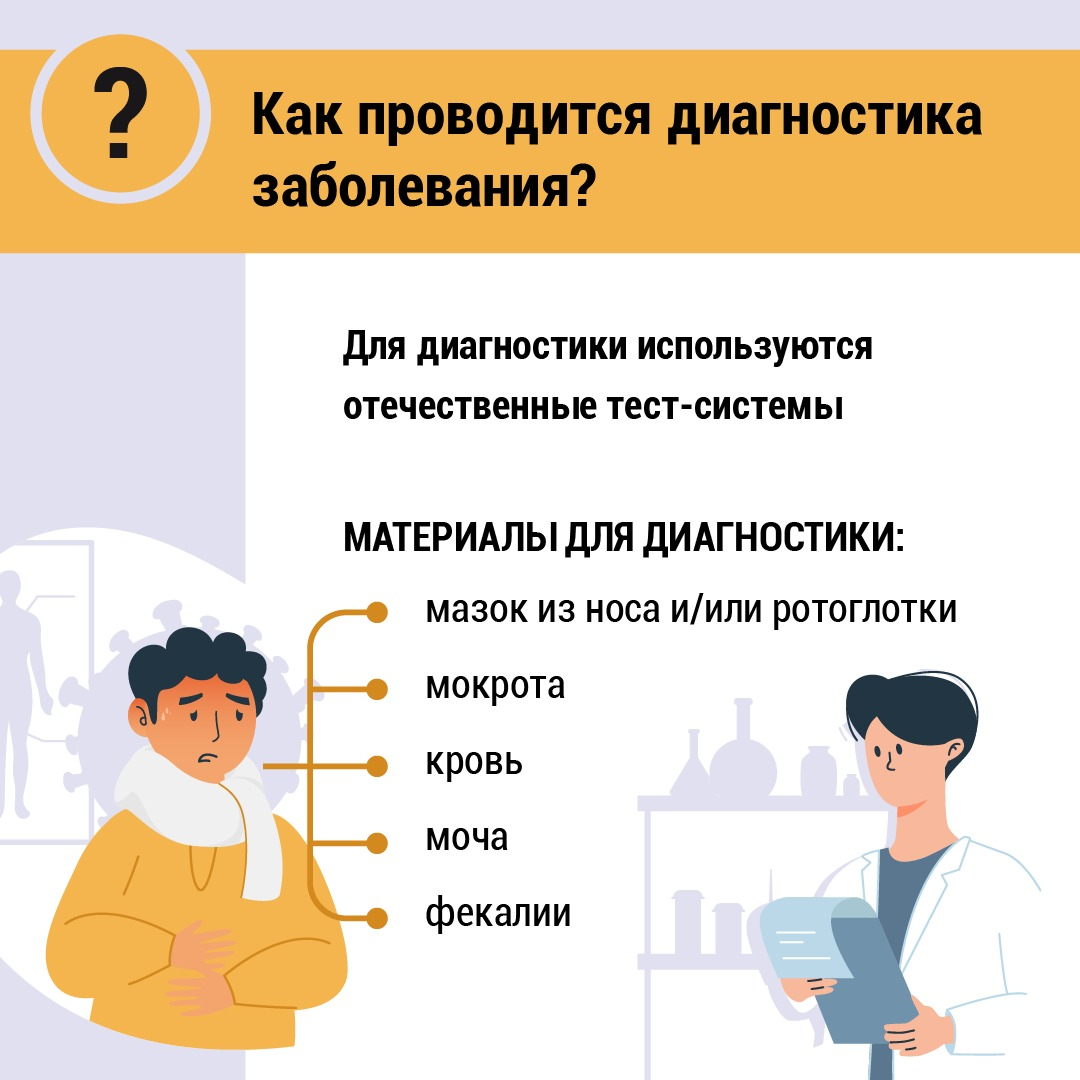 ?
Как проводится диагностика
заболевания?
Для диагностики используются
отечественные тест-системы
МАТЕРИАЛЫ ДЛЯ ДИАГНОСТИКИ:
мазок из носа и/или ротоглотки
мокрота
кровь
моча
фекалии